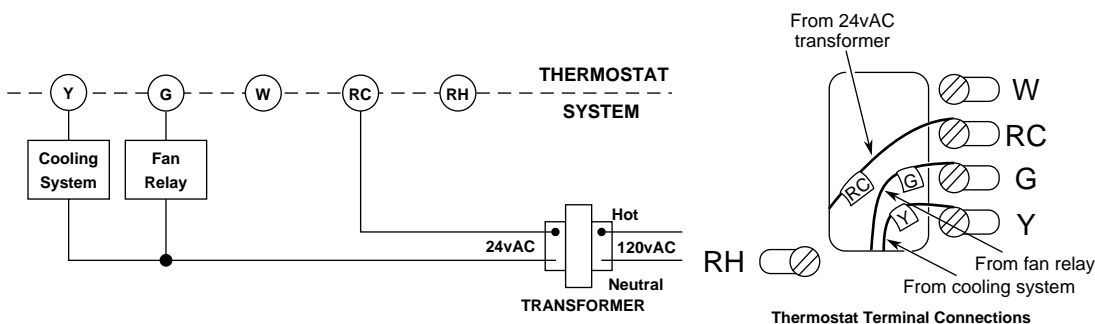 Y G W RC RH
THERMOSTAT
SYSTEM
Cooling
System
Fan
Relay
24vAC
Hot
120vAC
Neutral
TRANSFORMER
From 24vAC
transformer
W
RC
G
Y
RC
G
Y
RH
From fan relay
From cooling system
Thermostat Terminal Connections